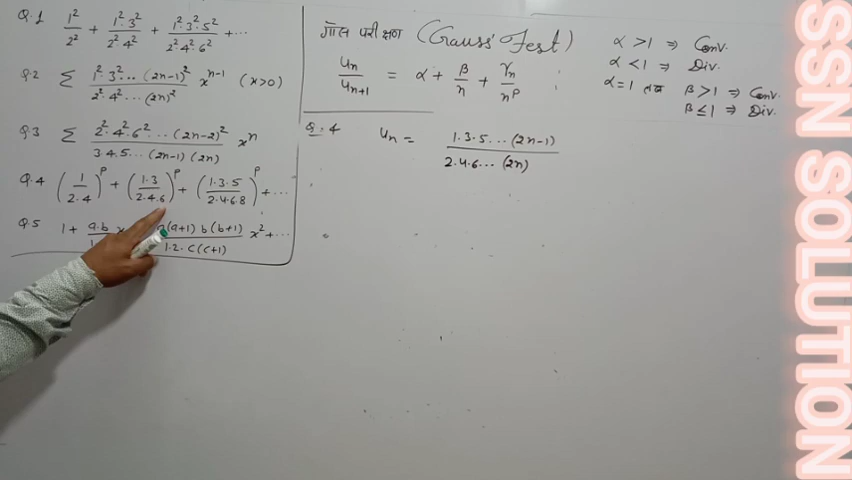 Q.1 1²/2² + 1²·3²/2²·4² + 1²·3²·5²/2²·4²·6² + ...
Q.2 Σ 1²·3²... (2n-1)²/2²·4²... (2n)² x^(n-1) (x>0)
Q.3 Σ 2²·4²·6²... (2n-2)²/3·4·5... (2n-1)(2n) x^n
Q.4 (1/2·4)^p + (1·3/2·4·6)^p + (1·3·5/2·4·6·8)^p + ...
Q.5 1 + a·b x (a+1) b(b+1)/1·2·c(c+1) x² + ...
गॉस परीक्षण (Gauss' Test)
u_n/u_(n+1) = α + β/n + γ_n/n^p ;
α > 1 ⇒ Conv.
α < 1 ⇒ Div.
α = 1 तब β > 1 ⇒ Conv.
β ≤ 1 ⇒ Div.
Q.4 u_n = 1·3·5... (2n-1)/2·4·6... (2n)
SSN SOLUTION